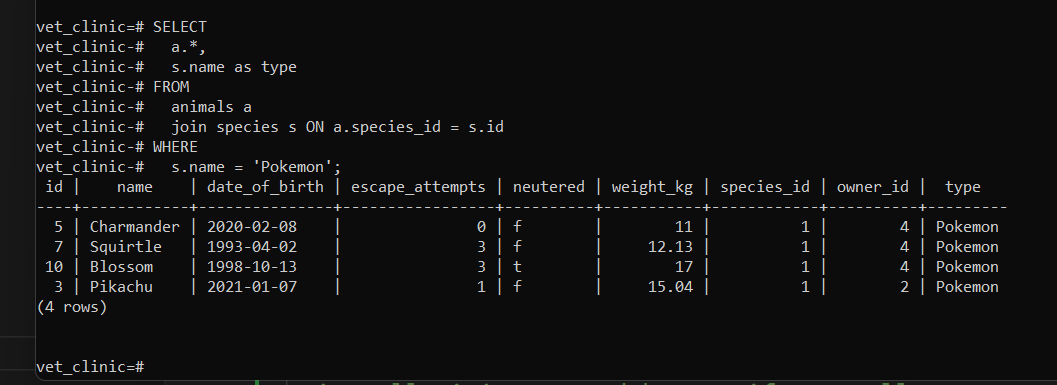 vet_clinic=# SELECT
vet_clinic-#   a.*,
vet_clinic-#   s.name as type
vet_clinic-# FROM
vet_clinic-#   animals a
vet_clinic-#   join species s ON a.species_id = s.id
vet_clinic-# WHERE
vet_clinic-#   s.name = 'Pokemon';
 id |    name    | date_of_birth | escape_attempts | neutered | weight_kg | species_id | owner_id |  type
----+------------+---------------+-----------------+----------+-----------+------------+----------+---------
  5 | Charmander | 2020-02-08    |               0 | f        |        11 |          1 |        4 | Pokemon
  7 | Squirtle   | 1993-04-02    |               3 | f        |     12.13 |          1 |        4 | Pokemon
 10 | Blossom    | 1998-10-13    |               3 | t        |        17 |          1 |        4 | Pokemon
  3 | Pikachu    | 2021-01-07    |               1 | f        |     15.04 |          1 |        2 | Pokemon
(4 rows)
vet_clinic=#